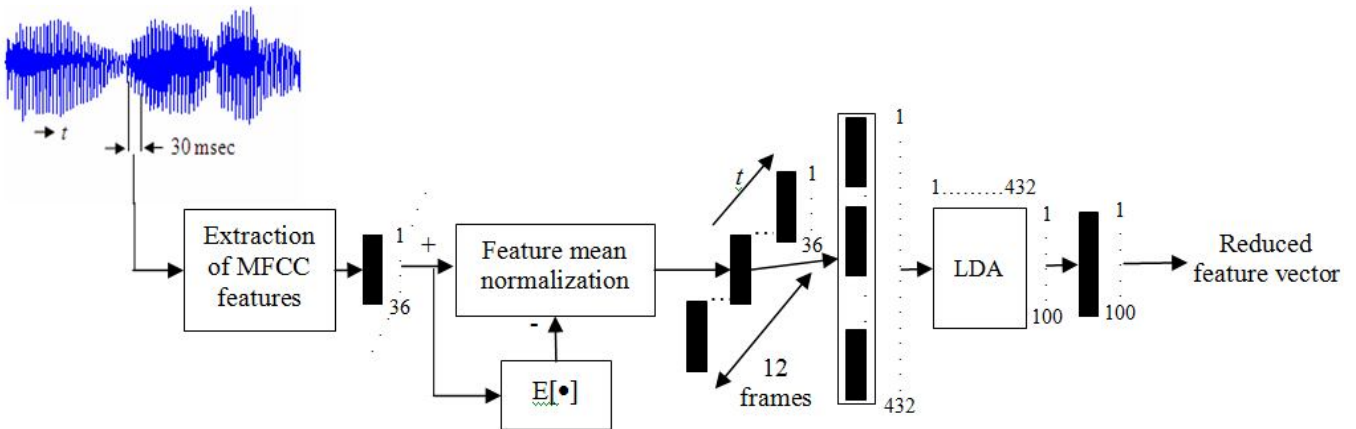 t
30 msec
Extraction
of MFCC
features
1
36
+
Feature mean
normalization
-
E[•]
t
1
36
12
frames
1
432
1.........432
LDA
1
100
1
100
Reduced
feature vector